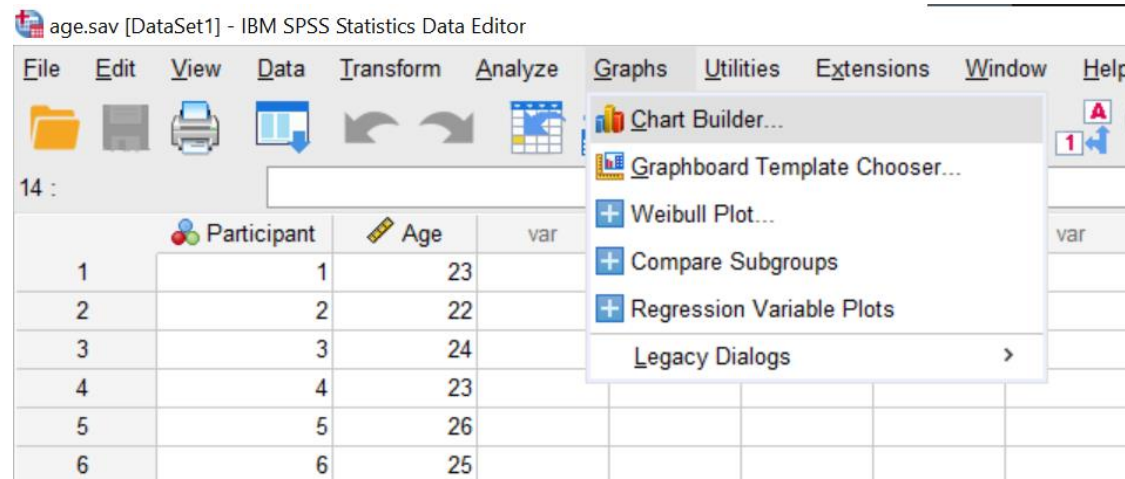 age.sav [DataSet1] - IBM SPSS Statistics Data Editor
File Edit View Data Transform Analyze Graphs Utilities Extensions Window Help
Chart Builder...
A
1
Graphboard Template Chooser...
14 :
Weibull Plot...
Participant Age var var
Compare Subgroups
1 1 23
2 2 22
Regression Variable Plots
3 3 24
Legacy Dialogs
4 4 23
5 5 26
6 6 25